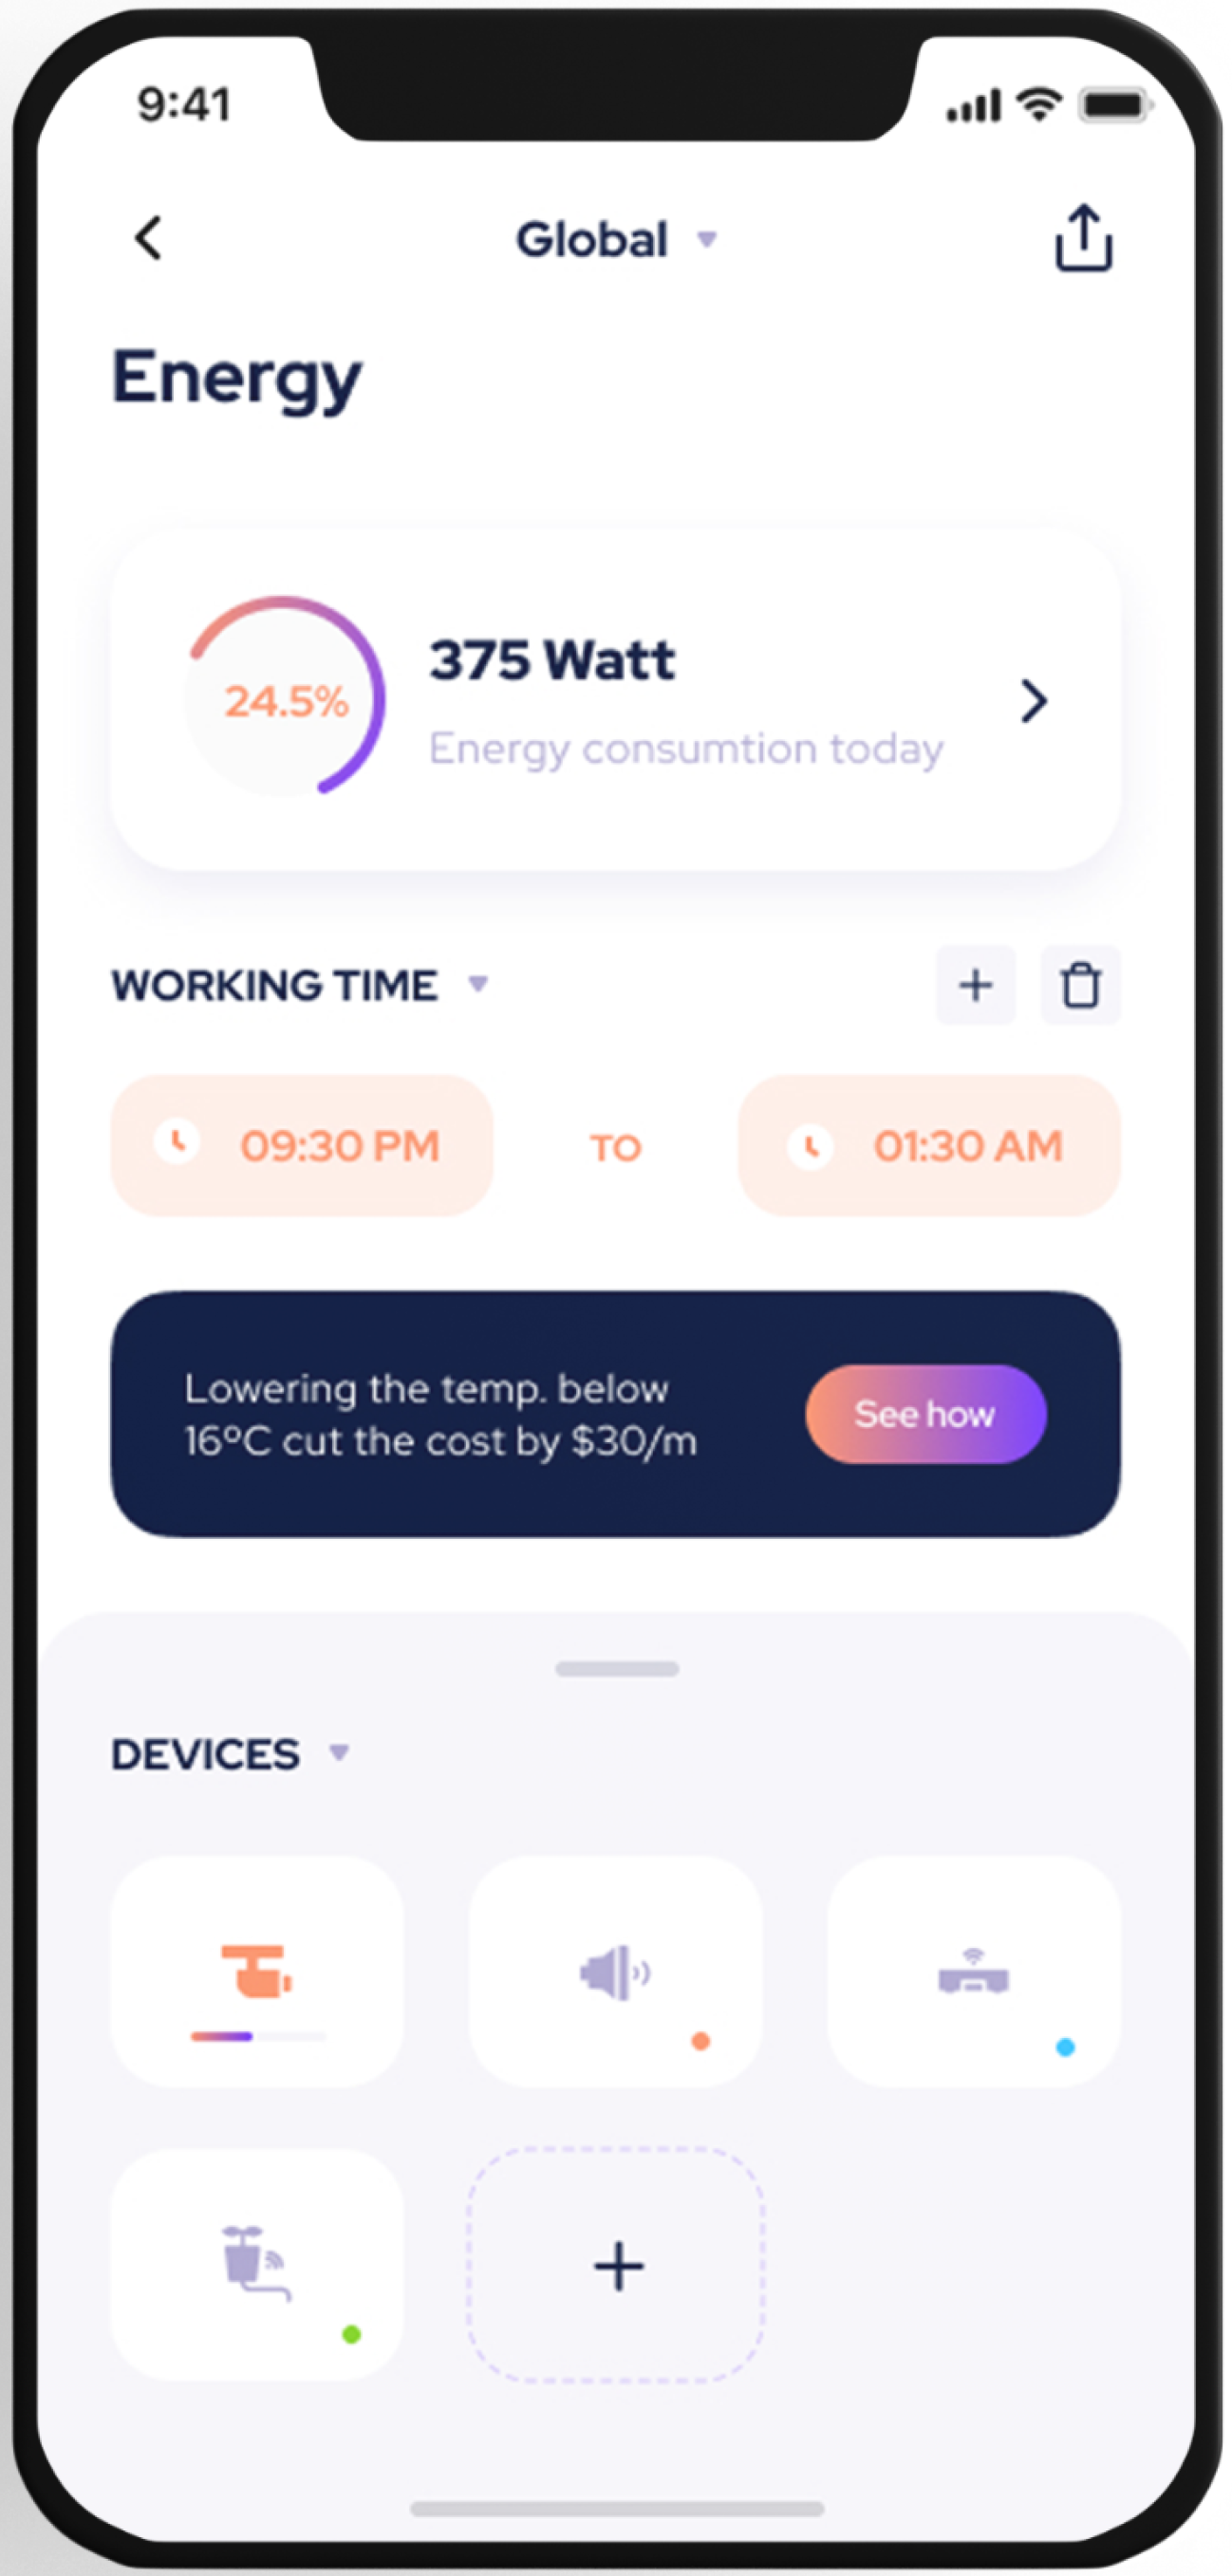 9:41
Global
Energy
24.5%
375 Watt
Energy consumtion today
WORKING TIME
09:30 PM
TO
01:30 AM
Lowering the temp. below
16°C cut the cost by $30/m
See how
DEVICES